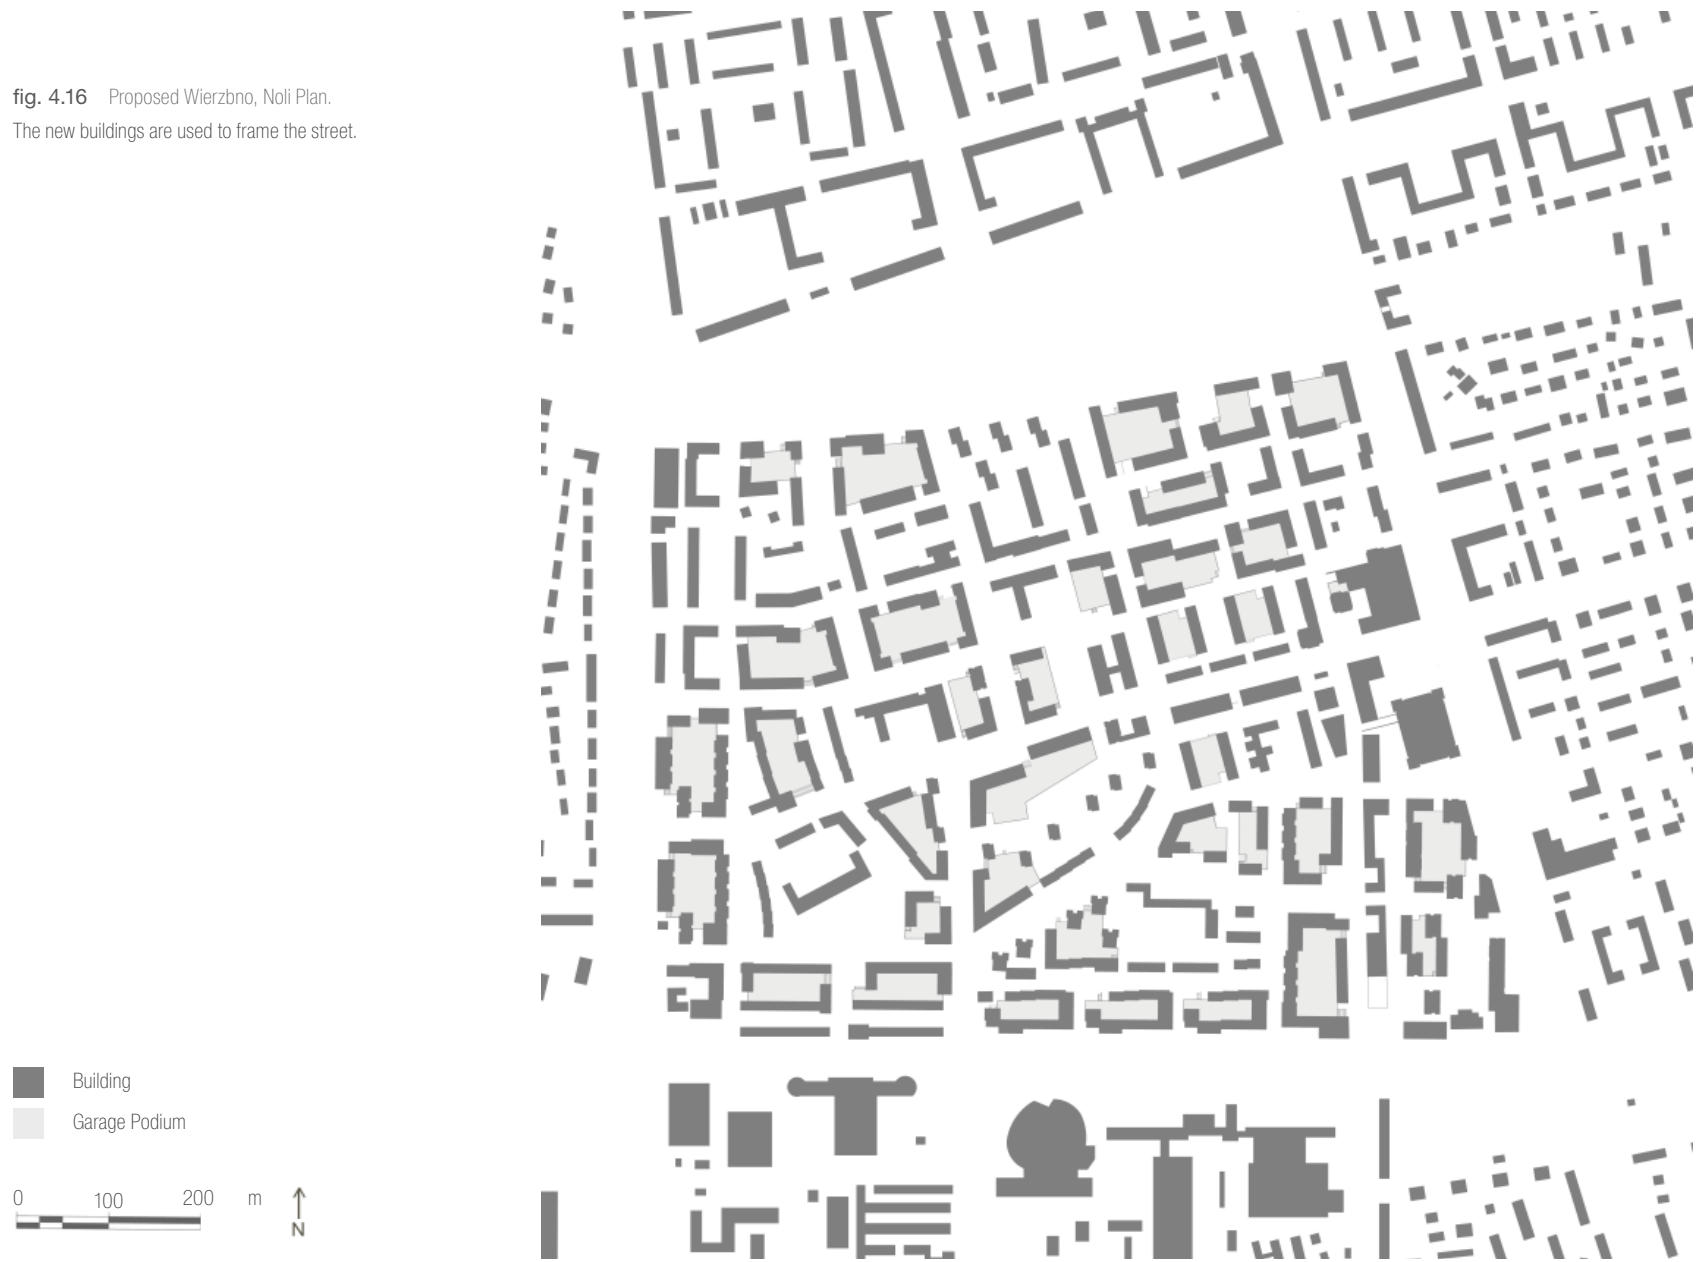 fig. 4.16 Proposed Wierzbno, Noli Plan.
The new buildings are used to frame the street.
Building
Garage Podium
0 100 200 m
N